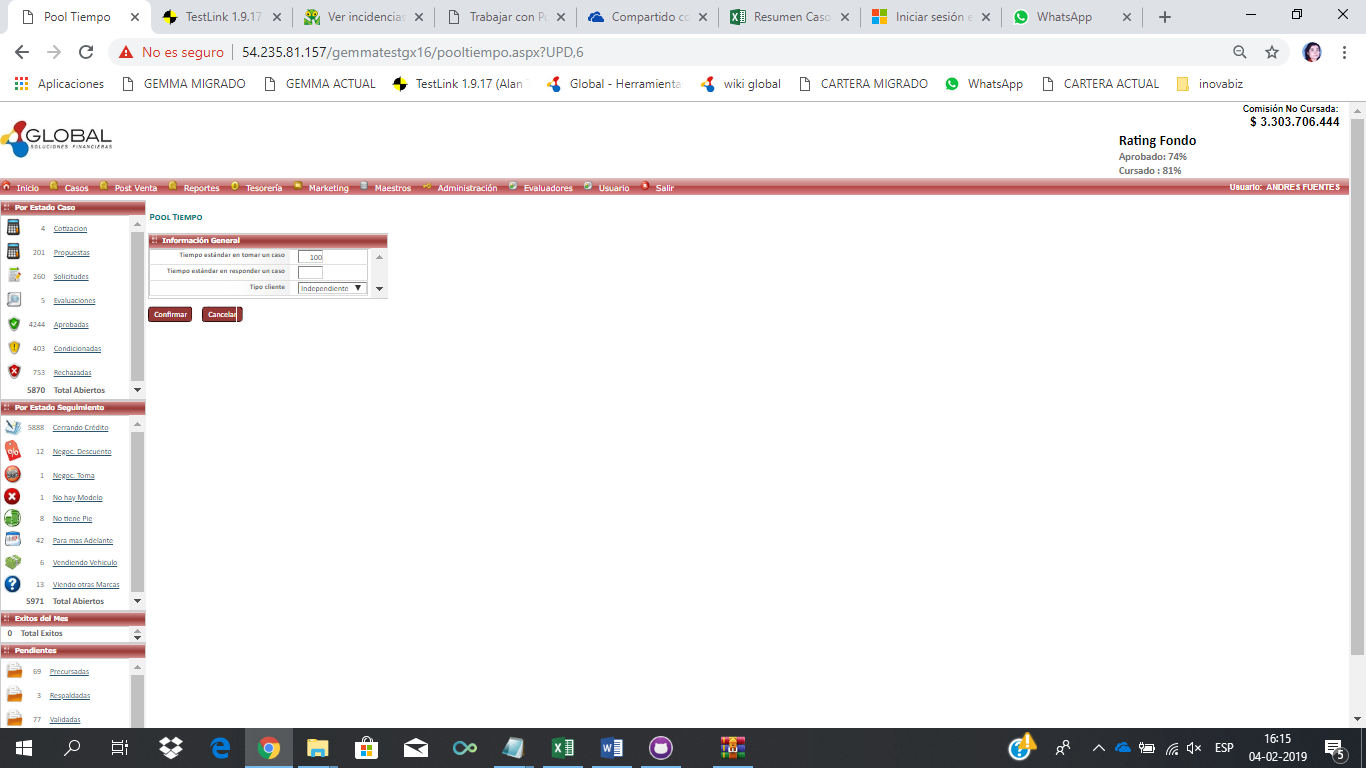 Pool Tiempo
TestLink 1.9.17
Ver incidencias
Trabajar con P
Compartido co
Resumen Caso
Iniciar sesión e
WhatsApp
No es seguro 54.235.81.157/gemmatestgx16/pooltiempo.aspx?UPD,6
Aplicaciones GEMMA MIGRADO GEMMA ACTUAL TestLink 1.9.17 (Alan Global - Herramienta wiki global CARTERA MIGRADO WhatsApp CARTERA ACTUAL inovabiz
Comisión No Cursada:
$ 3.303.706.444
GLOBAL
SOLUCIONES FINANCIERAS
Rating Fondo
Aprobado: 74%
Cursado : 81%
Inicio Casos Post Venta Reportes Tesorería Marketing Maestros Administración Evaluadores Usuario Salir Usuario: ANDRES FUENTES
Por Estado Caso
4 Cotizacion
201 Propuestas
260 Solicitudes
5 Evaluaciones
4244 Aprobadas
403 Condicionadas
753 Rechazadas
5870 Total Abiertos
Por Estado Seguimiento
5888 Cerrando Crédito
12 Negoc. Descuento
1 Negoc. Toma
1 No hay Modelo
8 No tiene Pie
42 Para mas Adelante
6 Vendiendo Vehículo
13 Viendo otras Marcas
5971 Total Abiertos
Exitos del Mes
0 Total Exitos
Pendientes
69 Precursadas
3 Respaldadas
77 Validadas
Pool Tiempo
Información General
Tiempo estándar en tomar un caso 100
Tiempo estándar en responder un caso
Tipo cliente Independiente
Confirmar Cancelar
ESP
16:15
04-02-2019
5